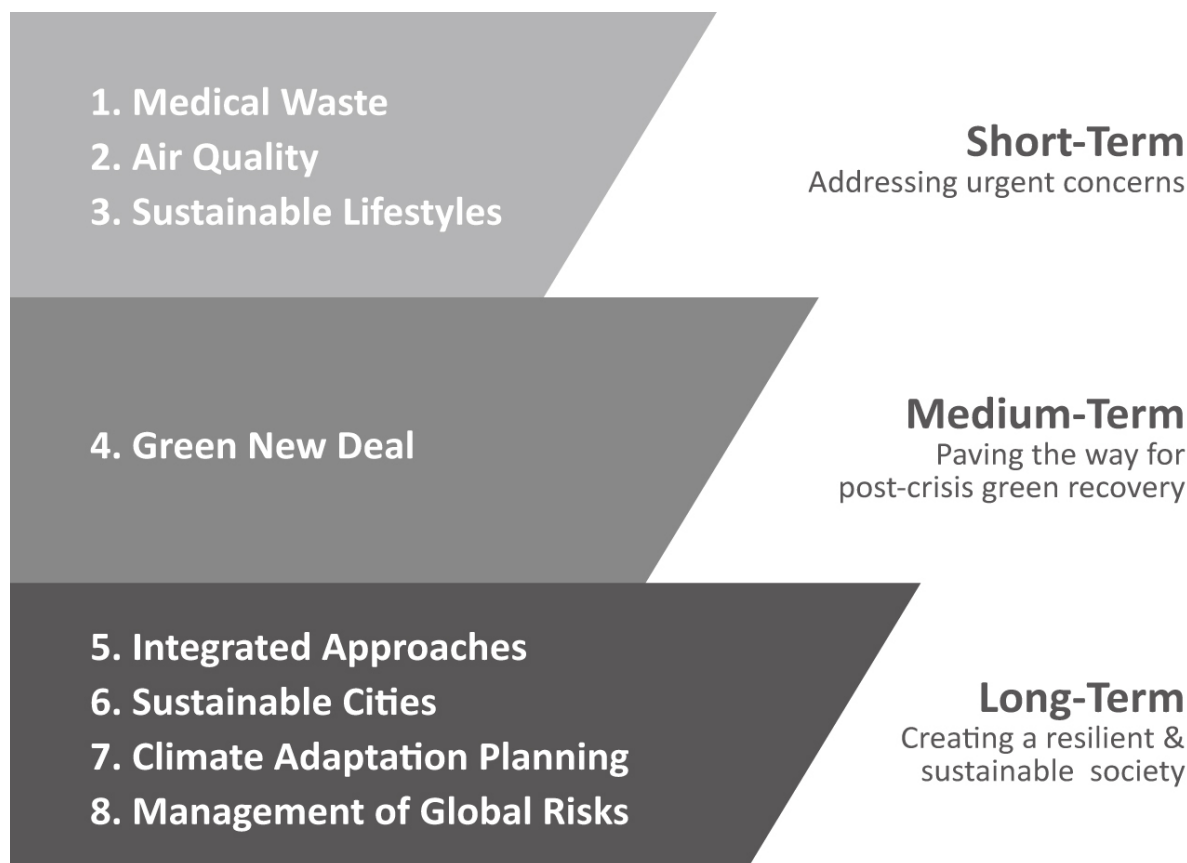 1. Medical Waste
2. Air Quality
3. Sustainable Lifestyles
Short-Term
Addressing urgent concerns
4. Green New Deal
Medium-Term
Paving the way for
post-crisis green recovery
5. Integrated Approaches
6. Sustainable Cities
7. Climate Adaptation Planning
8. Management of Global Risks
Long-Term
Creating a resilient &
sustainable society